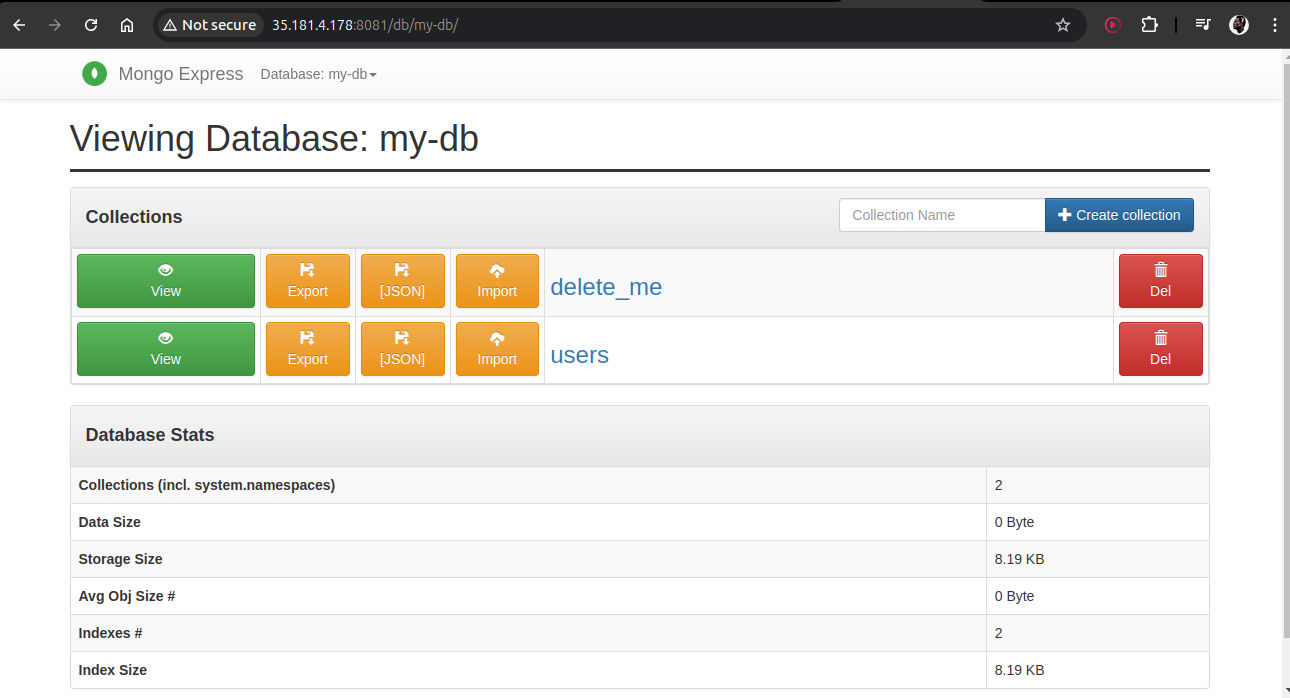 Not secure 35.181.4.178:8081/db/my-db/
Mongo Express Database: my-db
Viewing Database: my-db
Collections Collection Name Create collection
View Export [JSON] Import delete_me Del
View Export [JSON] Import users Del
Database Stats
Collections (incl. system.namespaces) 2
Data Size 0 Byte
Storage Size 8.19 KB
Avg Obj Size # 0 Byte
Indexes # 2
Index Size 8.19 KB